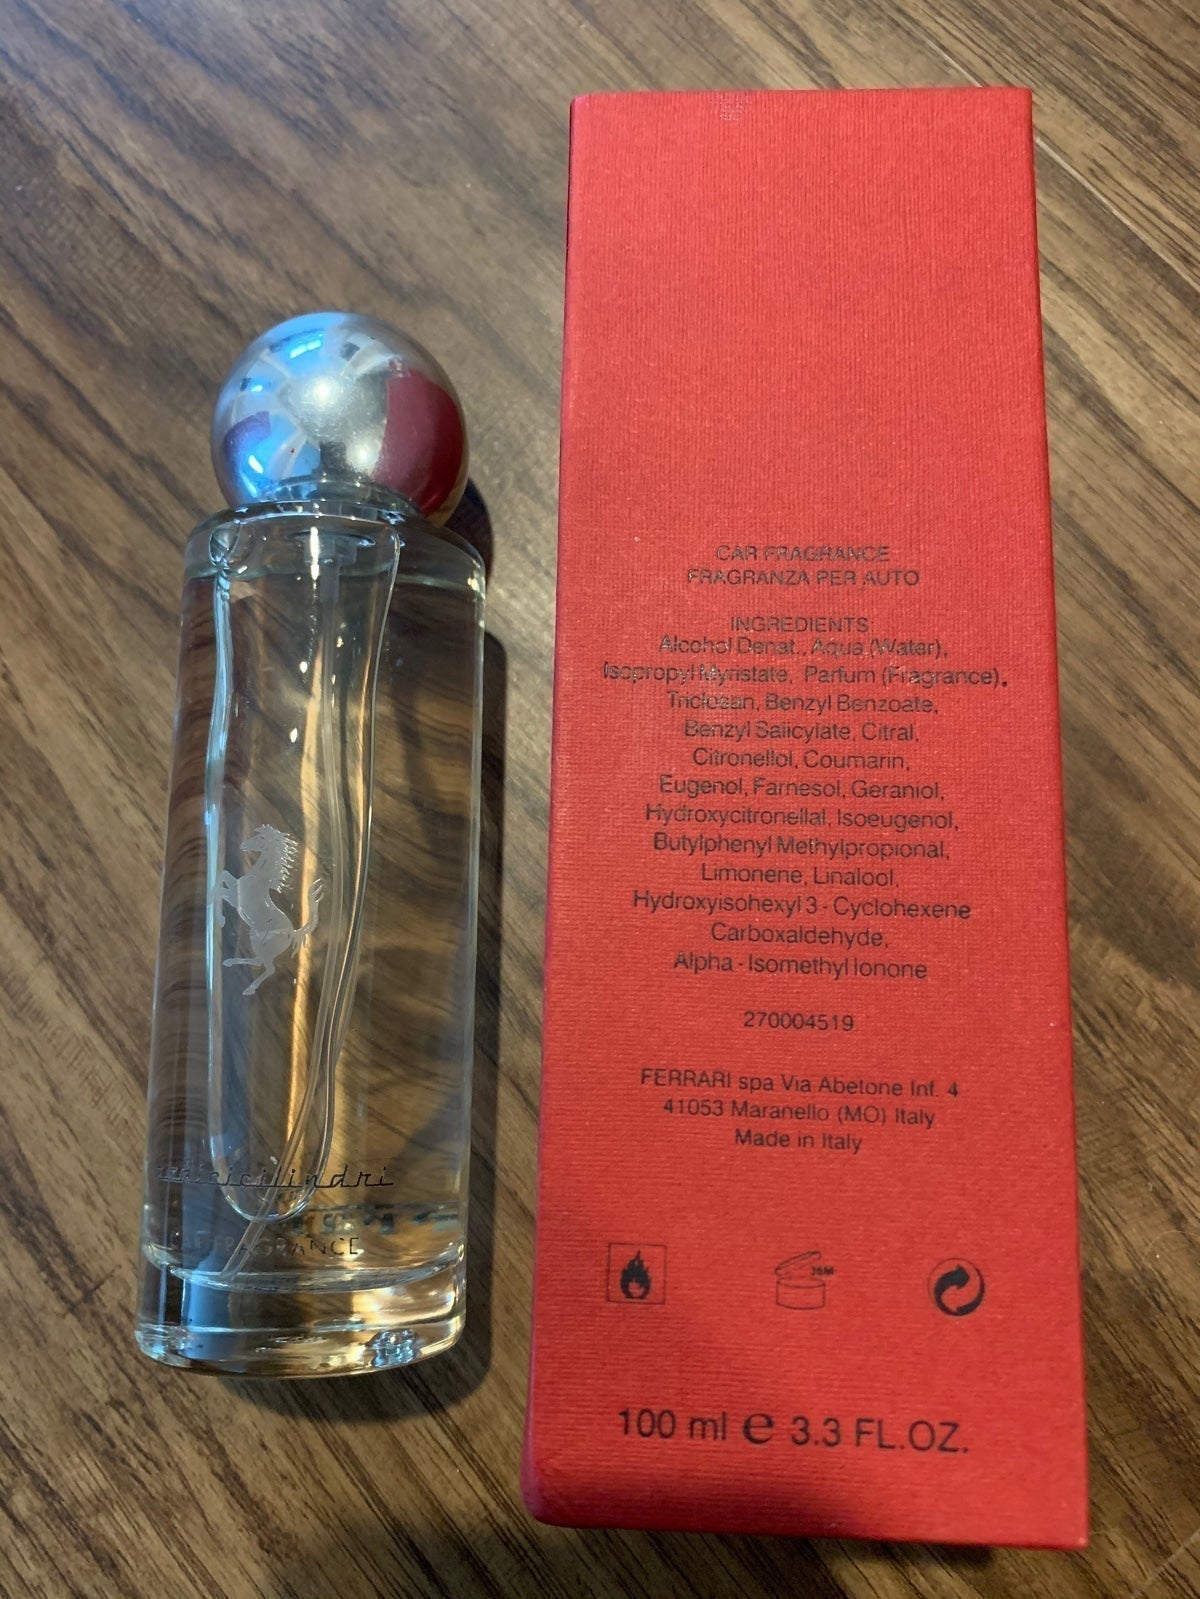 dicicilindri
FRAGRANCE
CAR FRAGRANCE
FRAGRANZA PER AUTO
INGREDIENTS:
Alcohol Denat., Aqua (Water),
Isopropyl Myristate, Parfum (Fragrance).
Triclosan, Benzyl Benzoate,
Benzyl Salicylate, Citral,
Citronellol, Coumarin,
Eugenol, Farnesol, Geraniol,
Hydroxycitronellal, Isoeugenol,
Butylphenyl Methylpropional,
Limonene, Linalool,
Hydroxyisohexyl 3 - Cyclohexene
Carboxaldehyde,
Alpha - Isomethyl Ionone
270004519
FERRARI spa Via Abetone Inf. 4
41053 Maranello (MO) Italy
Made in Italy
36M
100 ml e 3.3 FL.OZ.